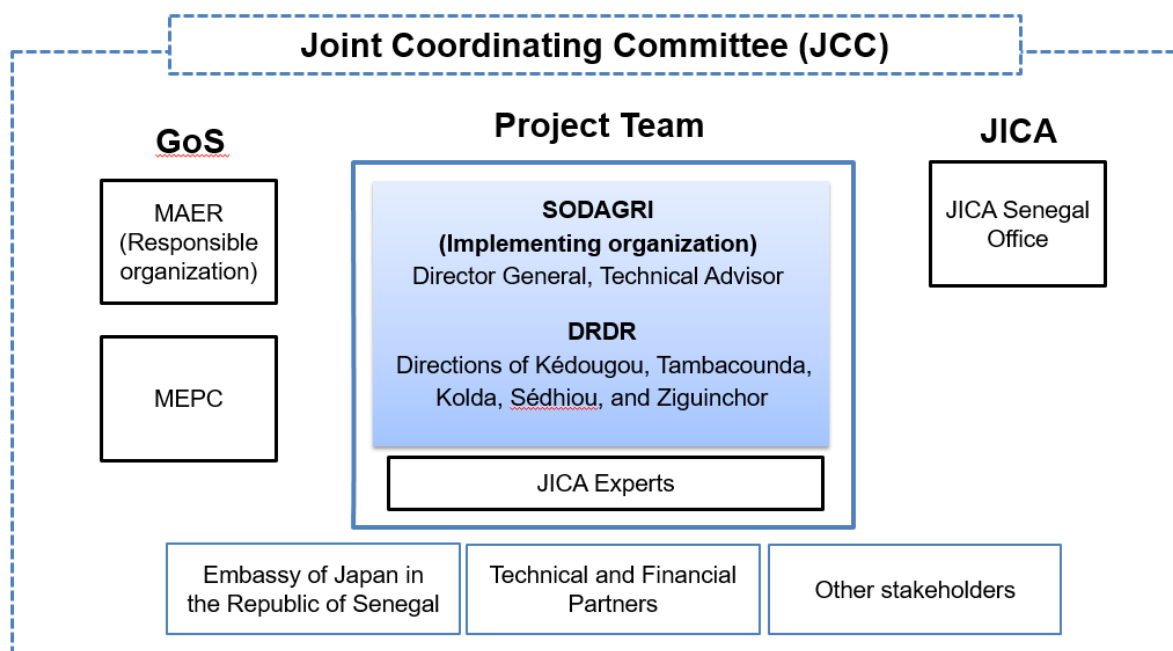 Joint Coordinating Committee (JCC)
GoS
MAER
(Responsible
organization)
MEPC
Project Team
SODAGRI
(Implementing organization)
Director General, Technical Advisor
DRDR
Directions of Kédougou, Tambacounda,
Kolda, Sédhiou, and Ziguinchor
JICA Experts
JICA
JICA Senegal
Office
Embassy of Japan in
the Republic of Senegal
Technical and Financial
Partners
Other stakeholders